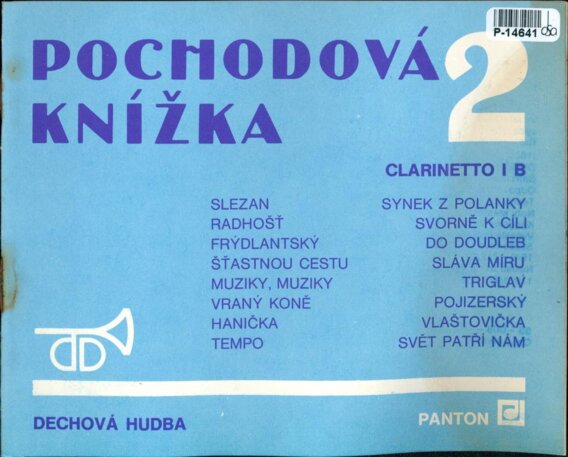 P-14641
POCHODOVÁ 2
KNÍŽKA
CLARINETTO I B
SLEZAN
RADHOŠŤ
FRÝDLANTSKÝ
ŠŤASTNOU CESTU
MUZIKY, MUZIKY
VRANÝ KONĚ
HANIČKA
TEMPO
SYNEK Z POLANKY
SVORNĚ K CÍLI
DO DOUDLEB
SLÁVA MÍRU
TRIGLAV
POJIZERSKÝ
VLAŠTOVIČKA
SVĚT PATŘÍ NÁM
DECHOVÁ HUDBA
PANTON